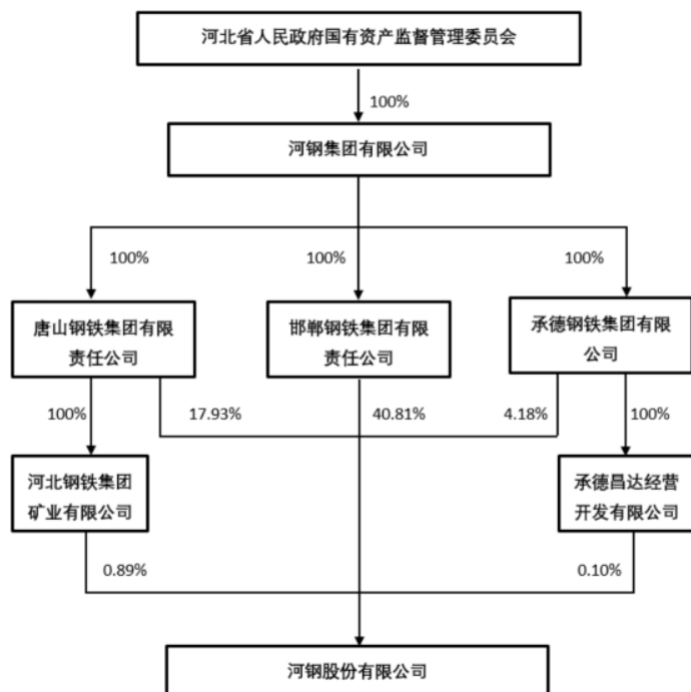 河北省人民政府国有资产监督管理委员会
100%
河钢集团有限公司
100%
100%
100%
唐山钢铁集团有限
责任公司
邯郸钢铁集团有限
责任公司
承德钢铁集团有限
公司
100%
17.93%
40.81%
4.18%
100%
河北钢铁集团
矿业有限公司
承德昌达经营
开发有限公司
0.89%
0.10%
河钢股份有限公司